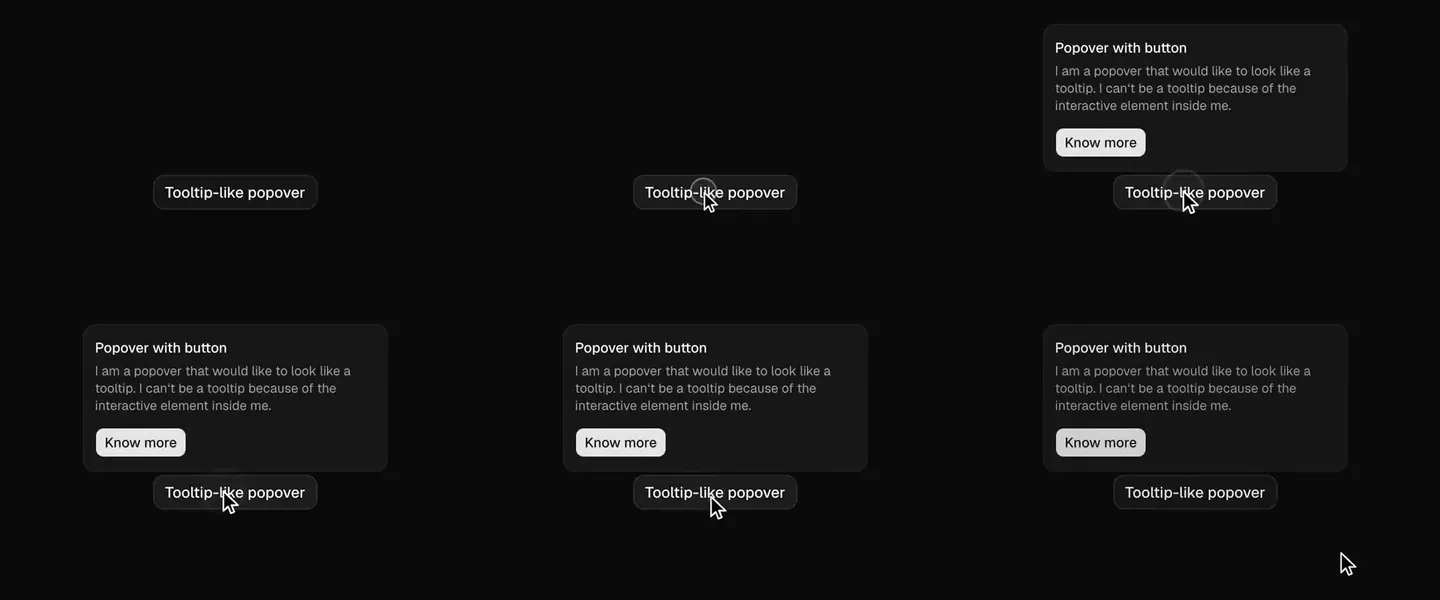 Popover with button
I am a popover that would like to look like a
tooltip. I can't be a tooltip because of the
interactive element inside me.
Know more
Tooltip-like popover
Tooltip-like popover
Tooltip-like popover
Popover with button
I am a popover that would like to look like a
tooltip. I can't be a tooltip because of the
interactive element inside me.
Know more
Tooltip-like popover
Popover with button
I am a popover that would like to look like a
tooltip. I can't be a tooltip because of the
interactive element inside me.
Know more
Tooltip-like popover
Popover with button
I am a popover that would like to look like a
tooltip. I can't be a tooltip because of the
interactive element inside me.
Know more
Tooltip-like popover